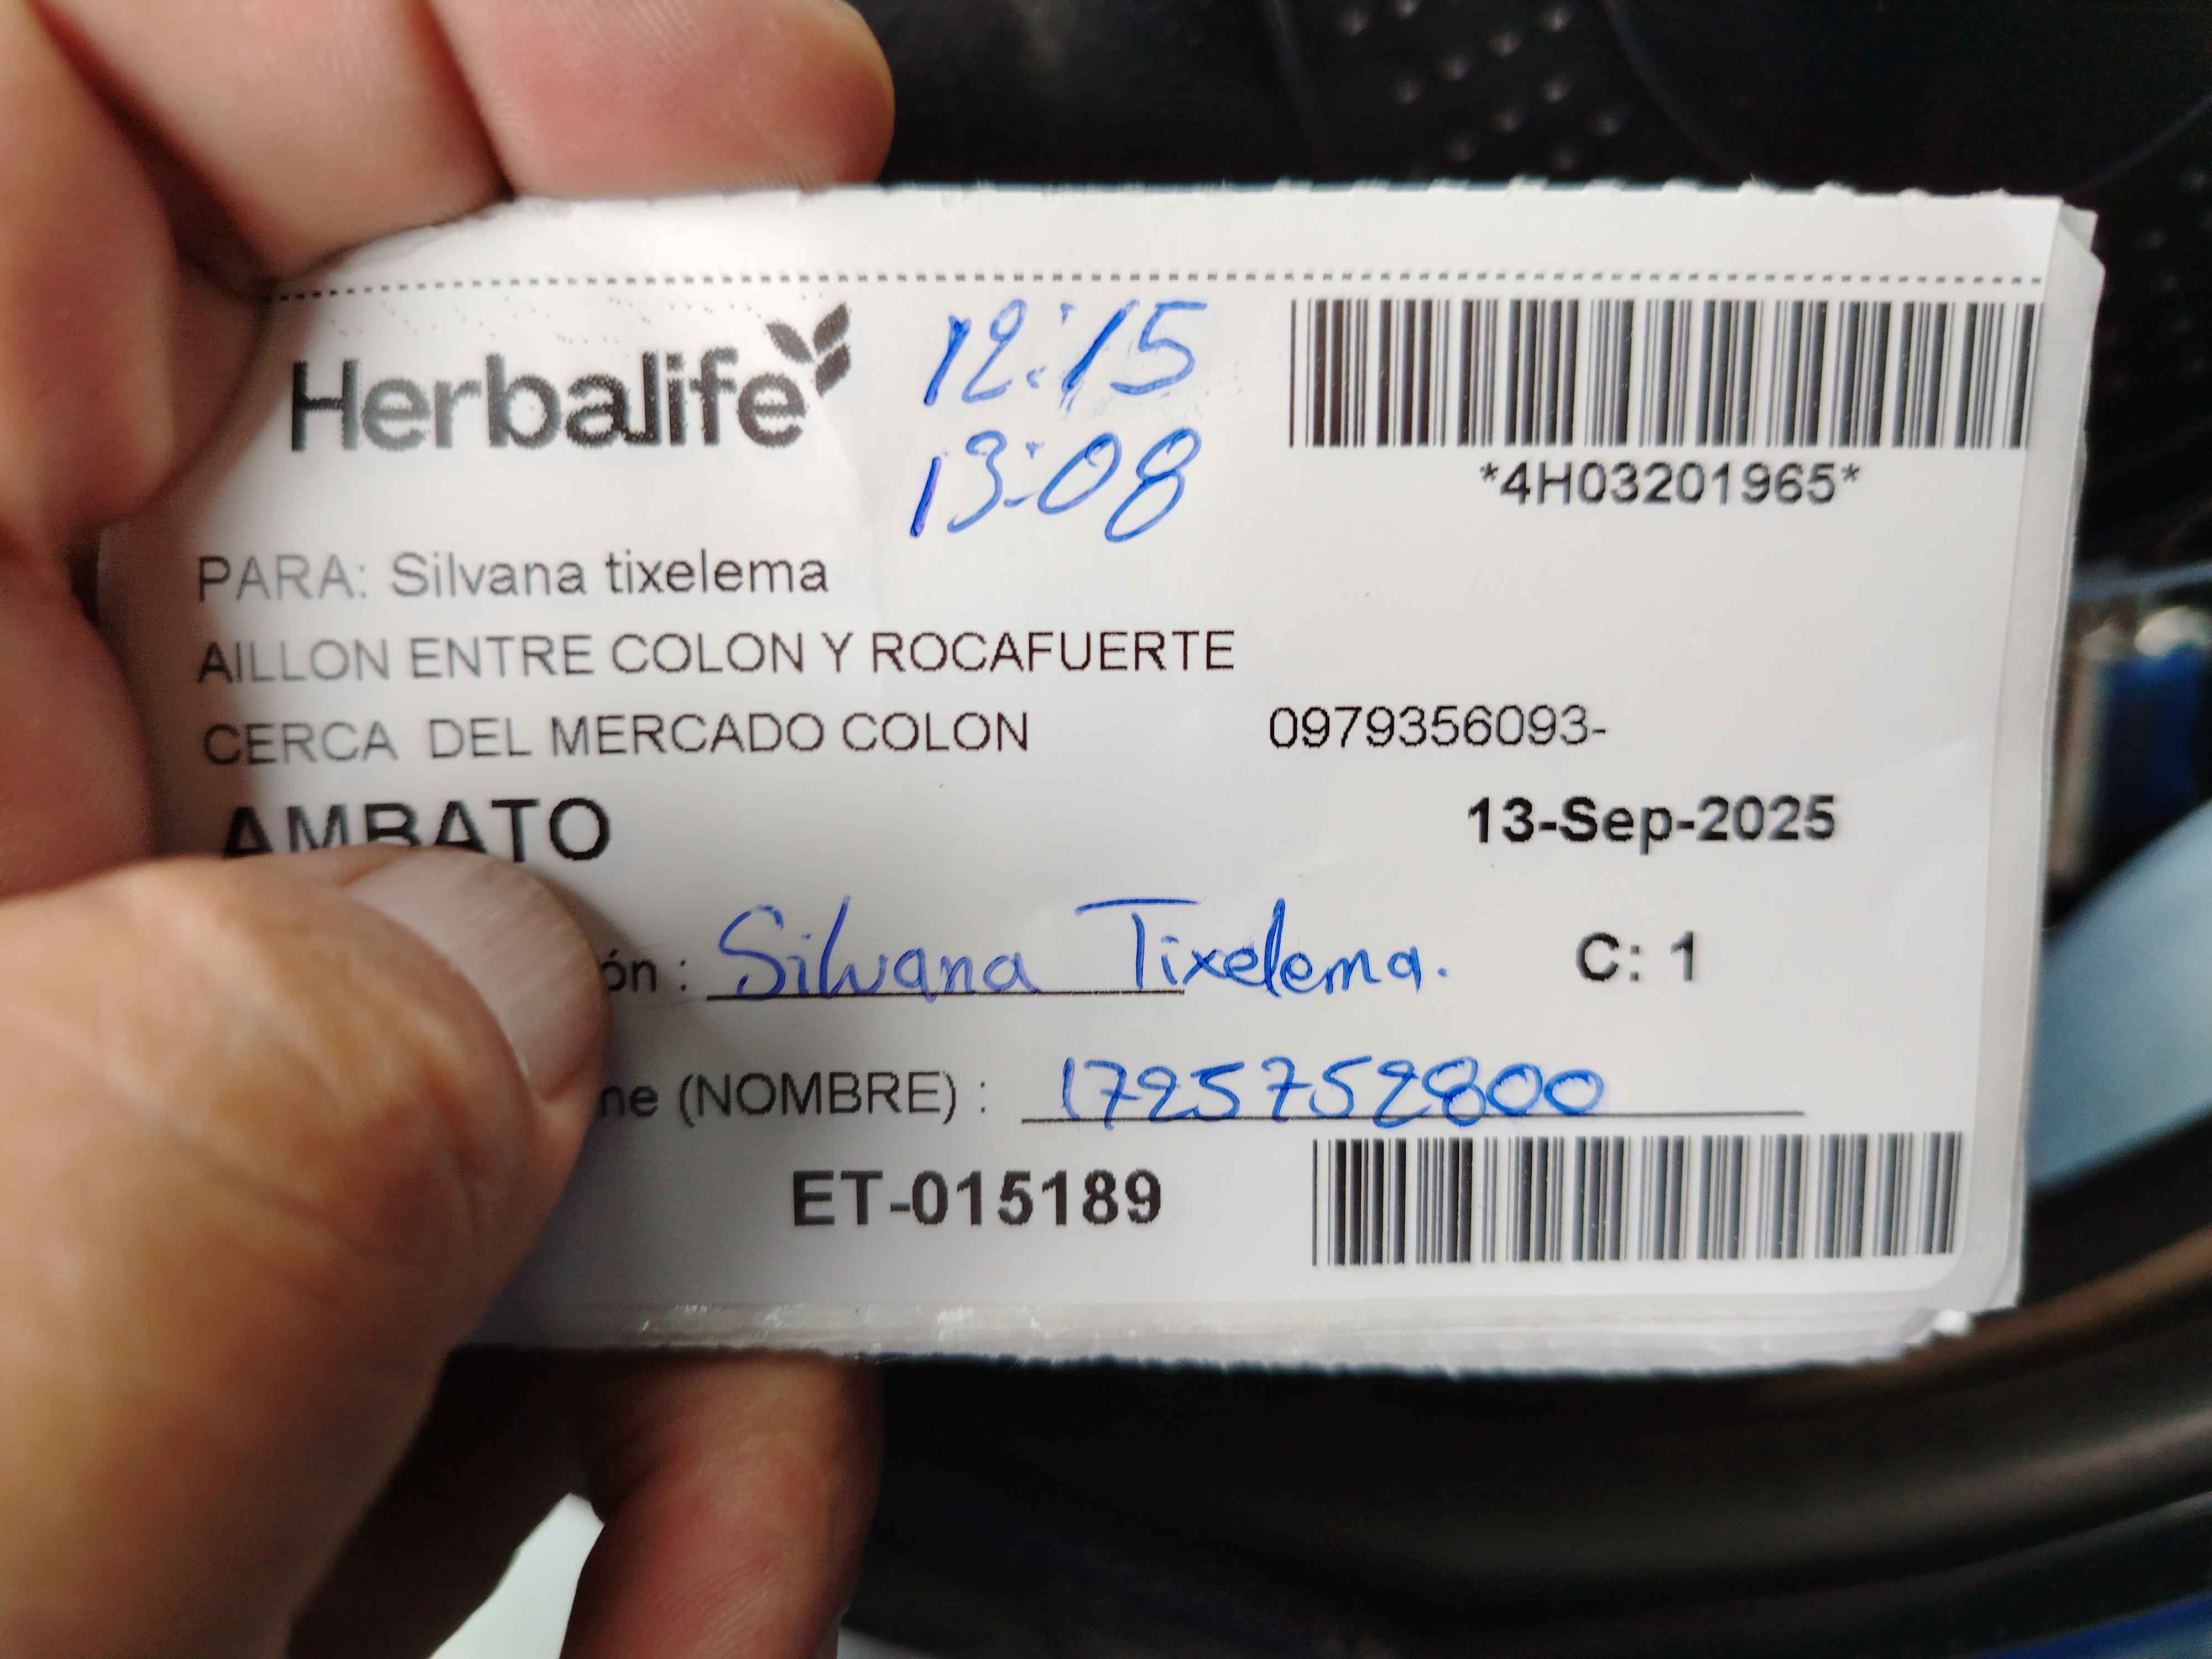 Herbalife
12:15
13:08
*4H03201965*
PARA: Silvana tixelema
AILLON ENTRE COLON Y ROCAFUERTE
CERCA DEL MERCADO COLON 0979356093-
AMBATO 13-Sep-2025
ón : Silvana Tixelema. C: 1
ne (NOMBRE) : 1725752800
ET-015189